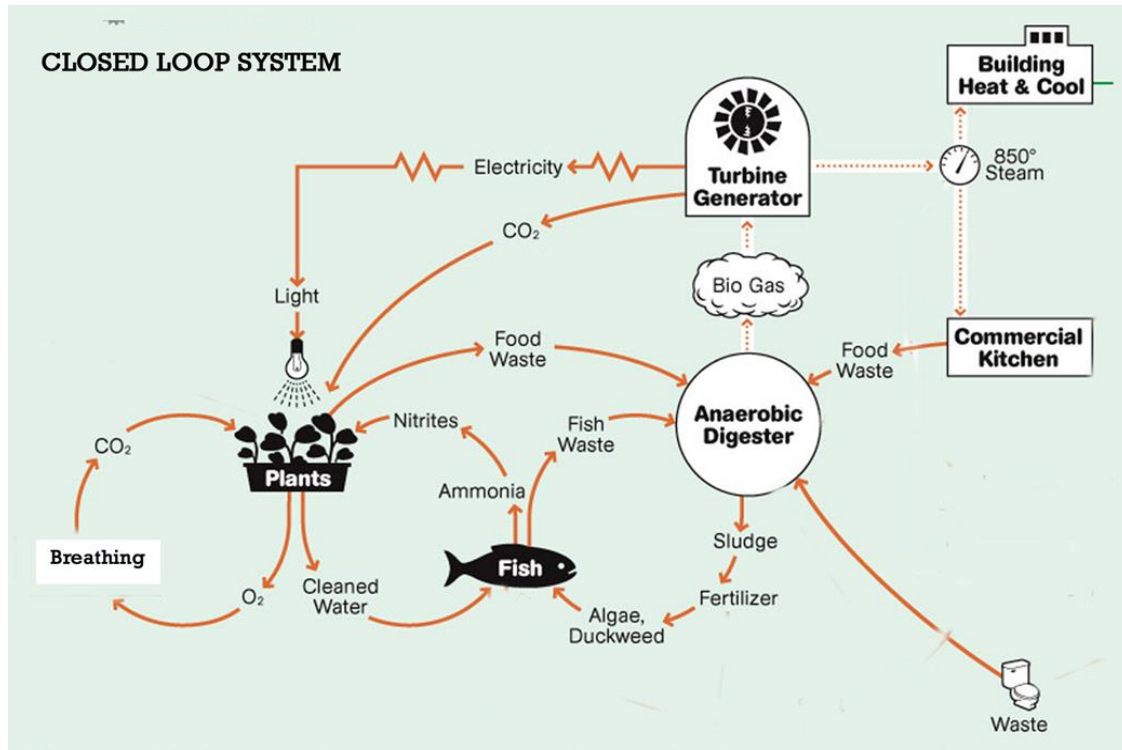 CLOSED LOOP SYSTEM
Building
Heat & Cool
Electricity
Turbine
Generator
850°
Steam
CO₂
Light
Bio Gas
Food
Waste
Food
Waste
Commercial
Kitchen
CO₂
Nitrites
Fish
Waste
Anaerobic
Digester
Plants
Ammonia
Breathing
Sludge
Fish
O₂
Cleaned
Water
Fertilizer
Algae,
Duckweed
Waste